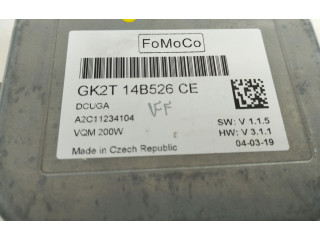 FoMoCo
GK2T 14B526 CE
DCUGA
A2C11234104
VQM 200W
Made in Czech Republic
VFF
SW: V 1.1.5
HW: V 3.1.1
04-03-19